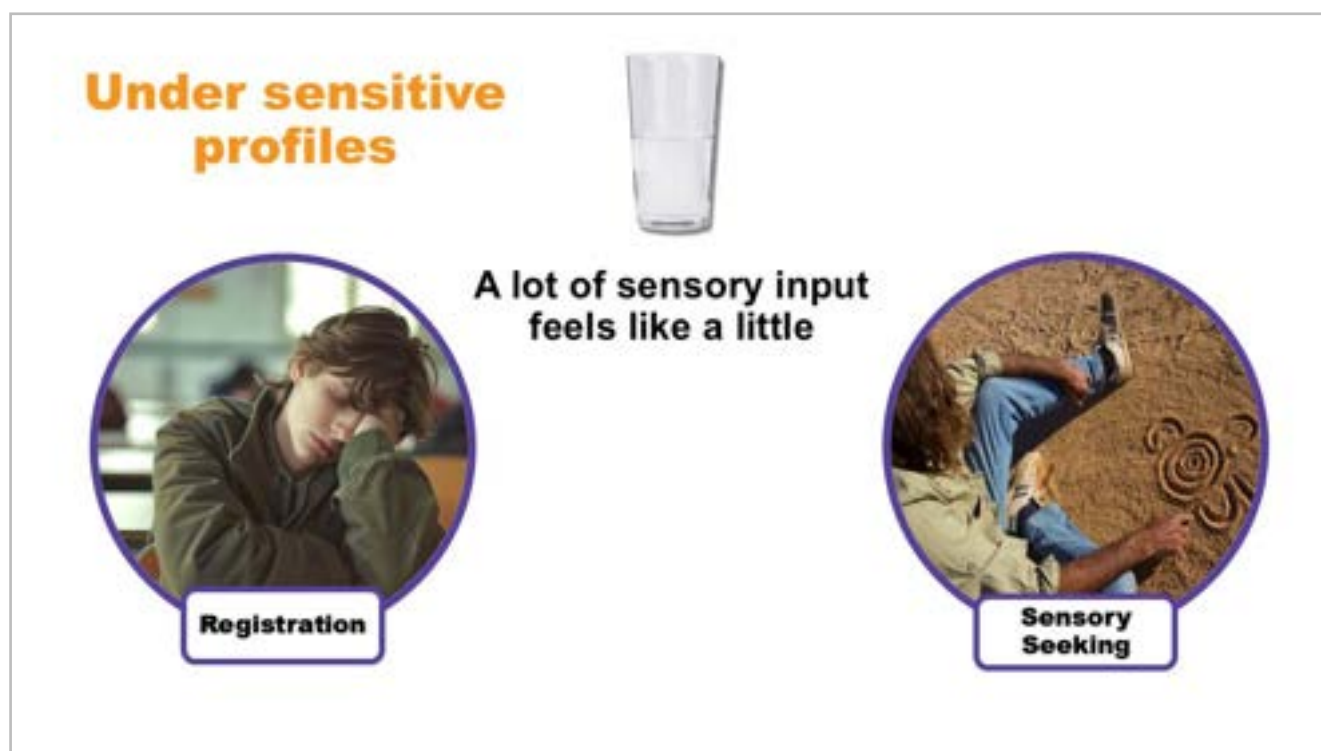 Under sensitive
profiles
A lot of sensory input
feels like a little
Registration
Sensory
Seeking